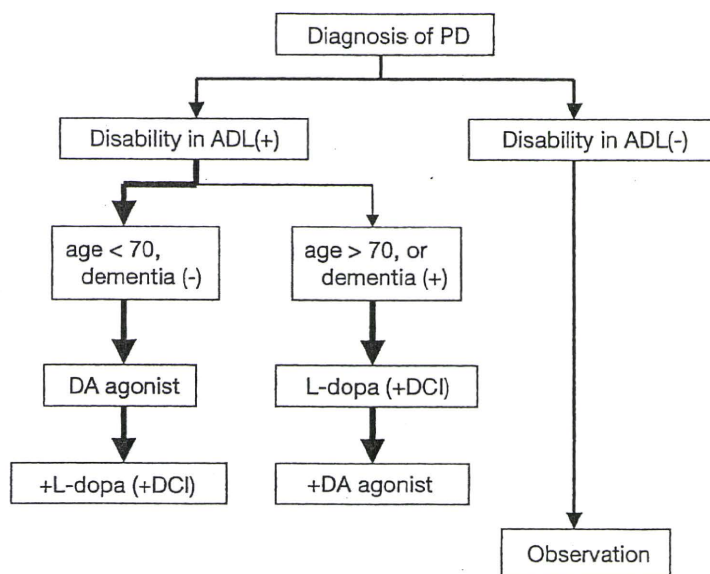 Diagnosis of PD
Disability in ADL(+)
Disability in ADL(-)
age < 70,
dementia (-)
age > 70, or
dementia (+)
DA agonist
L-dopa (+DCI)
+L-dopa (+DCI)
+DA agonist
Observation